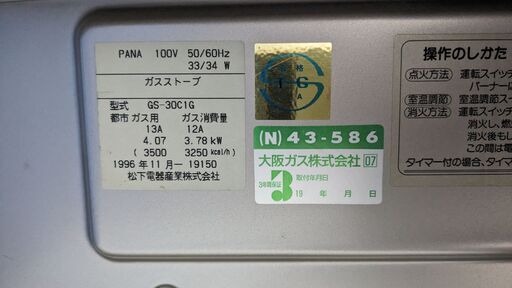 PANA 100V 50/60Hz
33/34 W
ガスストーブ
型式 GS-30C1G
都市ガス用 ガス消費量
13A 12A
4.07 3.78 kW
( 3500 3250 kcal/h)
1996 年 11 月 — 19150
松下電器産業株式会社
(N) 43-586
大阪ガス株式会社 07
3年間保証
取付年月日
19 年 月 日
操作のしかた
点火方法 運転スイッチ
バーナーに
室温調節 室温調節
消火方法 運転スイッチ
消火し、燃
消火後もし
この間は電
タイマー付の場合、タイマ